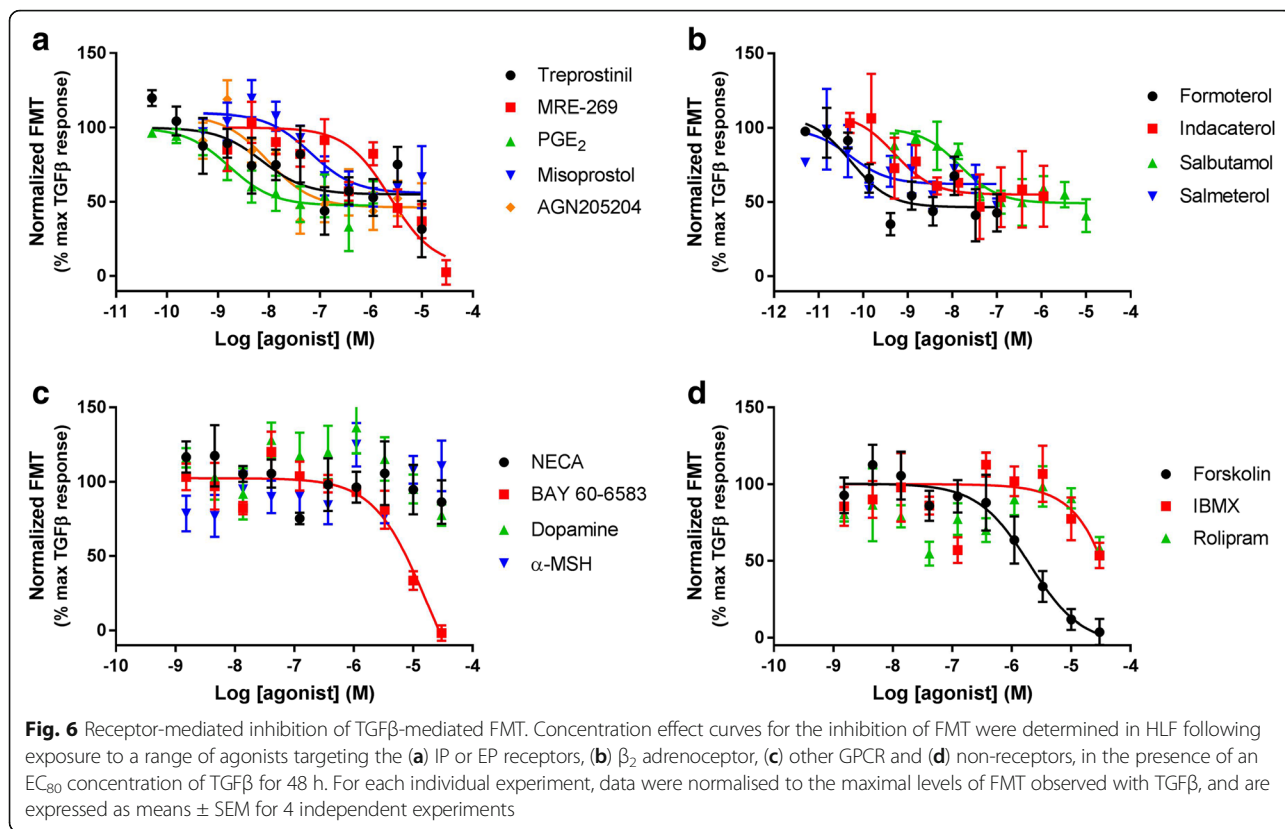 a
150
100
50
0
Normalized FMT
(% max TGFβ response)
-11 -10 -9 -8 -7 -6 -5 -4
Log [agonist] (M)
Treprostinil
MRE-269
PGE2
Misoprostol
AGN205204
b
150
100
50
0
Normalized FMT
(% max TGFβ response)
-12 -11 -10 -9 -8 -7 -6 -5 -4
Log [agonist] (M)
Formoterol
Indacaterol
Salbutamol
Salmeterol
c
150
100
50
0
Normalized FMT
(% max TGFβ response)
-10 -9 -8 -7 -6 -5 -4
Log [agonist] (M)
NECA
BAY 60-6583
Dopamine
α-MSH
d
150
100
50
0
Normalized FMT
(% max TGFβ response)
-10 -9 -8 -7 -6 -5 -4
Log [agonist] (M)
Forskolin
IBMX
Rolipram
Fig. 6 Receptor-mediated inhibition of TGFβ-mediated FMT. Concentration effect curves for the inhibition of FMT were determined in HLF following
exposure to a range of agonists targeting the (a) IP or EP receptors, (b) β2 adrenoceptor, (c) other GPCR and (d) non-receptors, in the presence of an
EC80 concentration of TGFβ for 48 h. For each individual experiment, data were normalised to the maximal levels of FMT observed with TGFβ, and are
expressed as means ± SEM for 4 independent experiments